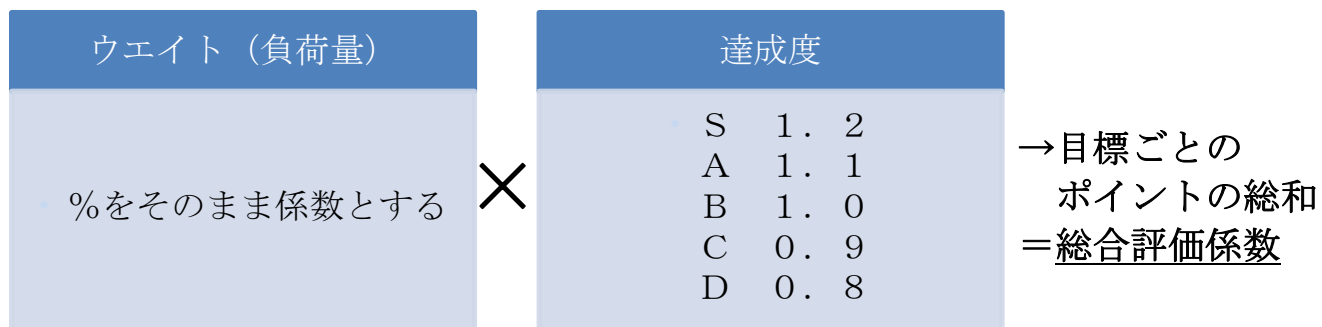 ウエイト（負荷量）
％をそのまま係数とする
×
達成度
Ｓ　１．２
Ａ　１．１
Ｂ　１．０
Ｃ　０．９
Ｄ　０．８
→目標ごとの
ポイントの総和
＝総合評価係数